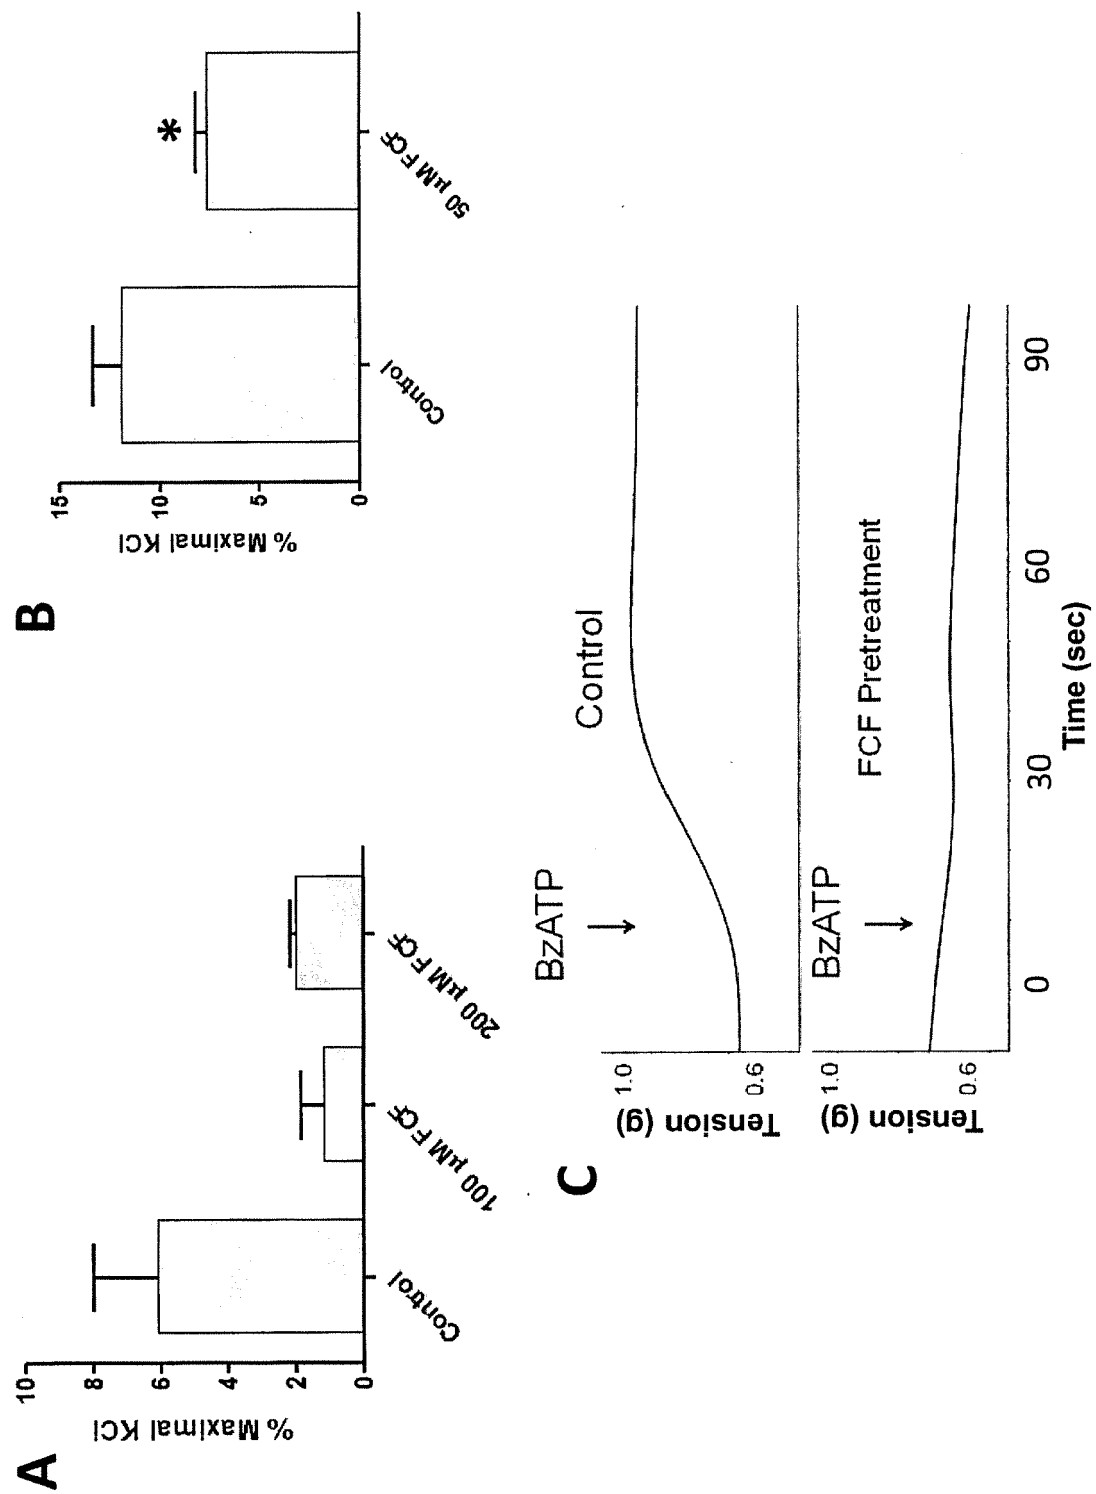 A
% Maximal KCl
10
8
6
4
2
0
Control
100 µM FCF
200 µM FCF
B
% Maximal KCl
15
10
5
0
Control
50 µM FCF
*
C
BzATP
Control
Tension (g)
1.0
0.6
BzATP
FCF Pretreatment
Tension (g)
1.0
0.6
0
30
60
90
Time (sec)